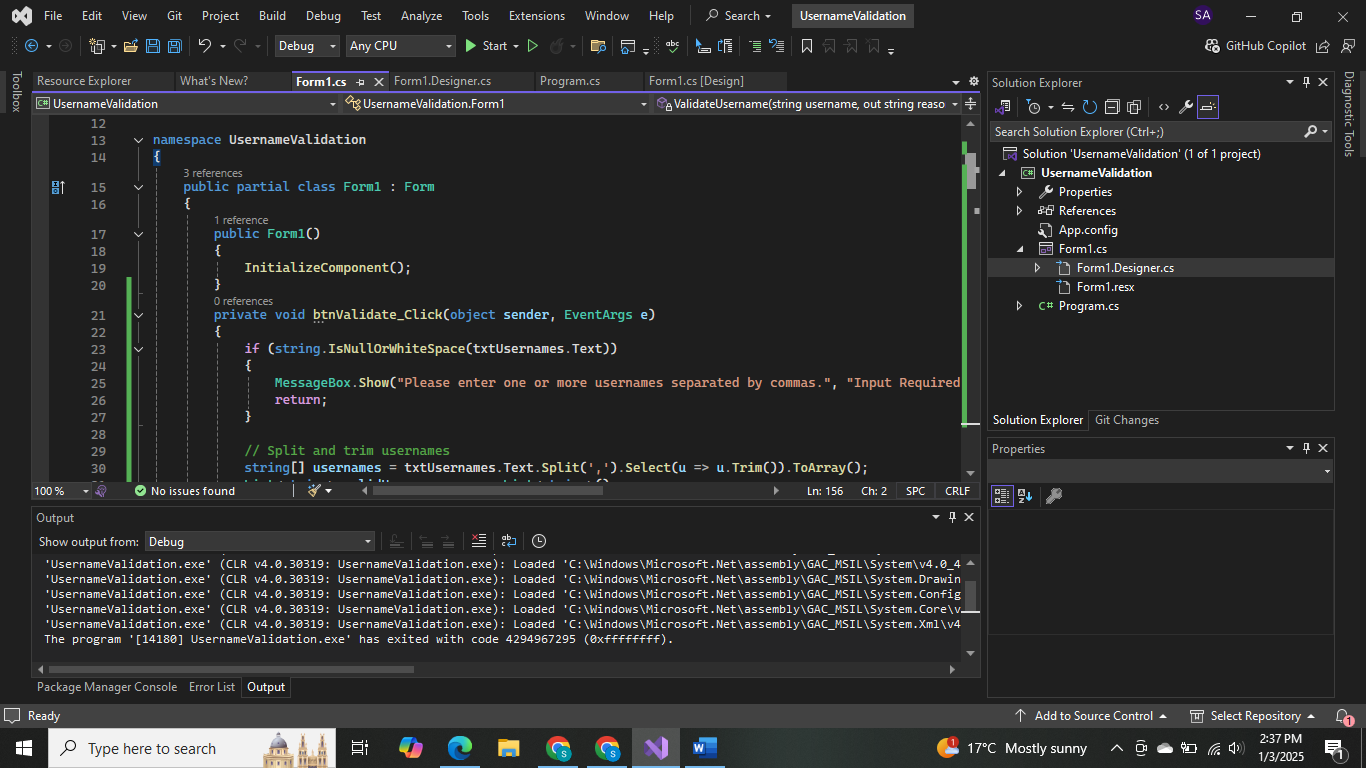 File Edit View Git Project Build Debug Test Analyze Tools Extensions Window Help Search UsernameValidation SA
Debug Any CPU Start GitHub Copilot
Toolbox
Resource Explorer What's New? Form1.cs Form1.Designer.cs Program.cs Form1.cs [Design]
C# UsernameValidation UsernameValidation.Form1 ValidateUsername(string username, out string reaso
12
13 namespace UsernameValidation
14 {
3 references
15 public partial class Form1 : Form
16 {
1 reference
17 public Form1()
18 {
19 InitializeComponent();
20 }
0 references
21 private void btnValidate_Click(object sender, EventArgs e)
22 {
23 if (string.IsNullOrWhiteSpace(txtUsernames.Text))
24 {
25 MessageBox.Show("Please enter one or more usernames separated by commas.", "Input Required
26 return;
27 }
28
29 // Split and trim usernames
30 string[] usernames = txtUsernames.Text.Split(',').Select(u => u.Trim()).ToArray();
100 % No issues found Ln: 156 Ch: 2 SPC CRLF
Output
Show output from: Debug
'UsernameValidation.exe' (CLR v4.0.30319: UsernameValidation.exe): Loaded 'C:\Windows\Microsoft.Net\assembly\GAC_MSIL\System\v4.0_4
'UsernameValidation.exe' (CLR v4.0.30319: UsernameValidation.exe): Loaded 'C:\Windows\Microsoft.Net\assembly\GAC_MSIL\System.Drawin
'UsernameValidation.exe' (CLR v4.0.30319: UsernameValidation.exe): Loaded 'C:\Windows\Microsoft.Net\assembly\GAC_MSIL\System.Config
'UsernameValidation.exe' (CLR v4.0.30319: UsernameValidation.exe): Loaded 'C:\Windows\Microsoft.Net\assembly\GAC_MSIL\System.Core\v
'UsernameValidation.exe' (CLR v4.0.30319: UsernameValidation.exe): Loaded 'C:\Windows\Microsoft.Net\assembly\GAC_MSIL\System.Xml\v4
The program '[14180] UsernameValidation.exe' has exited with code 4294967295 (0xffffffff).
Package Manager Console Error List Output
Solution Explorer
Search Solution Explorer (Ctrl+;)
Solution 'UsernameValidation' (1 of 1 project)
C# UsernameValidation
Properties
References
App.config
Form1.cs
Form1.Designer.cs
Form1.resx
C# Program.cs
Solution Explorer Git Changes
Properties
Diagnostic Tools
Ready Add to Source Control Select Repository 1
Type here to search 17°C Mostly sunny 2:37 PM
1/3/2025